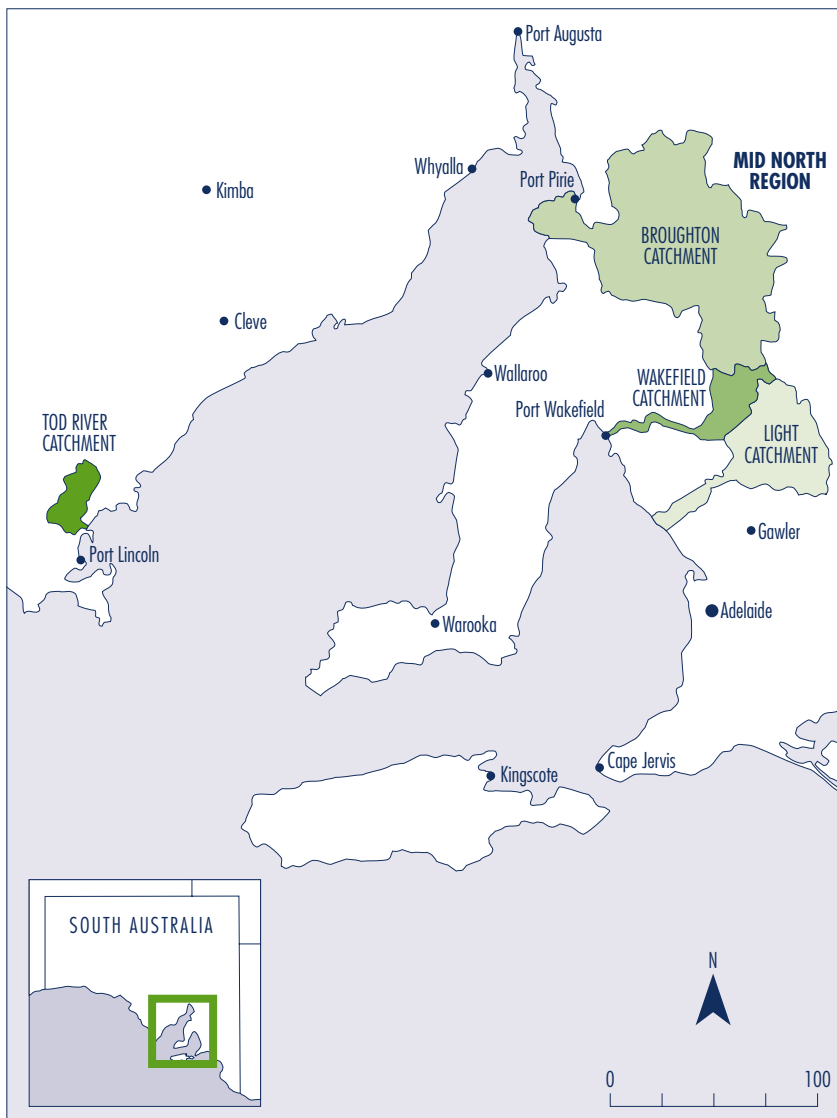 Port Augusta
MID NORTH
REGION
Whyalla
Port Pirie
Kimba
BROUGHTON
CATCHMENT
Cleve
Wallaroo
WAKEFIELD
CATCHMENT
Port Wakefield
TOD RIVER
CATCHMENT
LIGHT
CATCHMENT
Gawler
Port Lincoln
Adelaide
Warooka
Cape Jervis
Kingscote
SOUTH AUSTRALIA
N
0 100